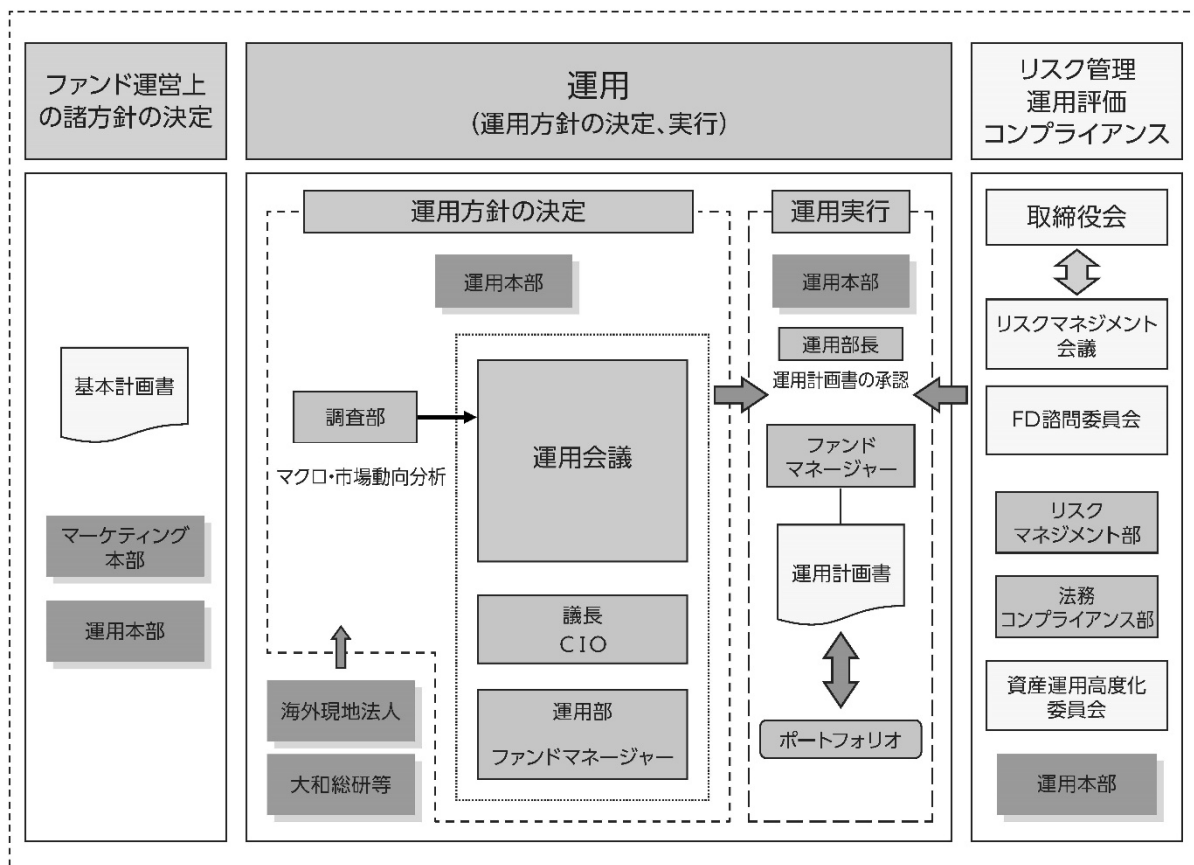 ファンド運営上
の諸方針の決定
運用
(運用方針の決定、実行)
リスク管理
運用評価
コンプライアンス
基本計画書
マーケティング
本部
運用本部
運用方針の決定
運用本部
調査部
マクロ・市場動向分析
運用会議
議長
CIO
運用部
ファンドマネージャー
海外現地法人
大和総研等
運用実行
運用本部
運用部長
運用計画書の承認
ファンド
マネージャー
運用計画書
ポートフォリオ
取締役会
リスクマネジメント
会議
FD諮問委員会
リスク
マネジメント部
法務
コンプライアンス部
資産運用高度化
委員会
運用本部